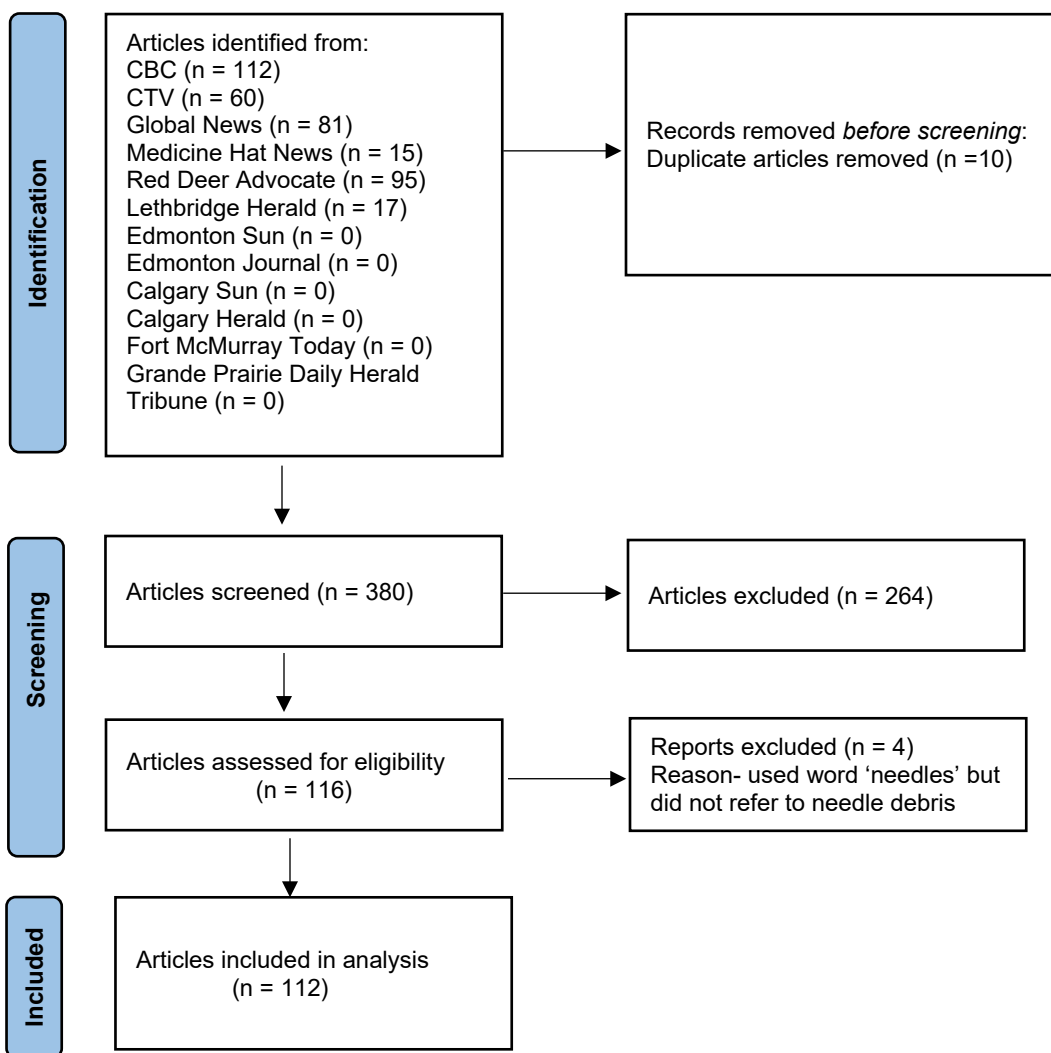 Identification
Articles identified from:
CBC (n = 112)
CTV (n = 60)
Global News (n = 81)
Medicine Hat News (n = 15)
Red Deer Advocate (n = 95)
Lethbridge Herald (n = 17)
Edmonton Sun (n = 0)
Edmonton Journal (n = 0)
Calgary Sun (n = 0)
Calgary Herald (n = 0)
Fort McMurray Today (n = 0)
Grande Prairie Daily Herald
Tribune (n = 0)
Records removed before screening:
Duplicate articles removed (n =10)
Screening
Articles screened (n = 380)
Articles excluded (n = 264)
Articles assessed for eligibility
(n = 116)
Reports excluded (n = 4)
Reason- used word ‘needles’ but
did not refer to needle debris
Included
Articles included in analysis
(n = 112)